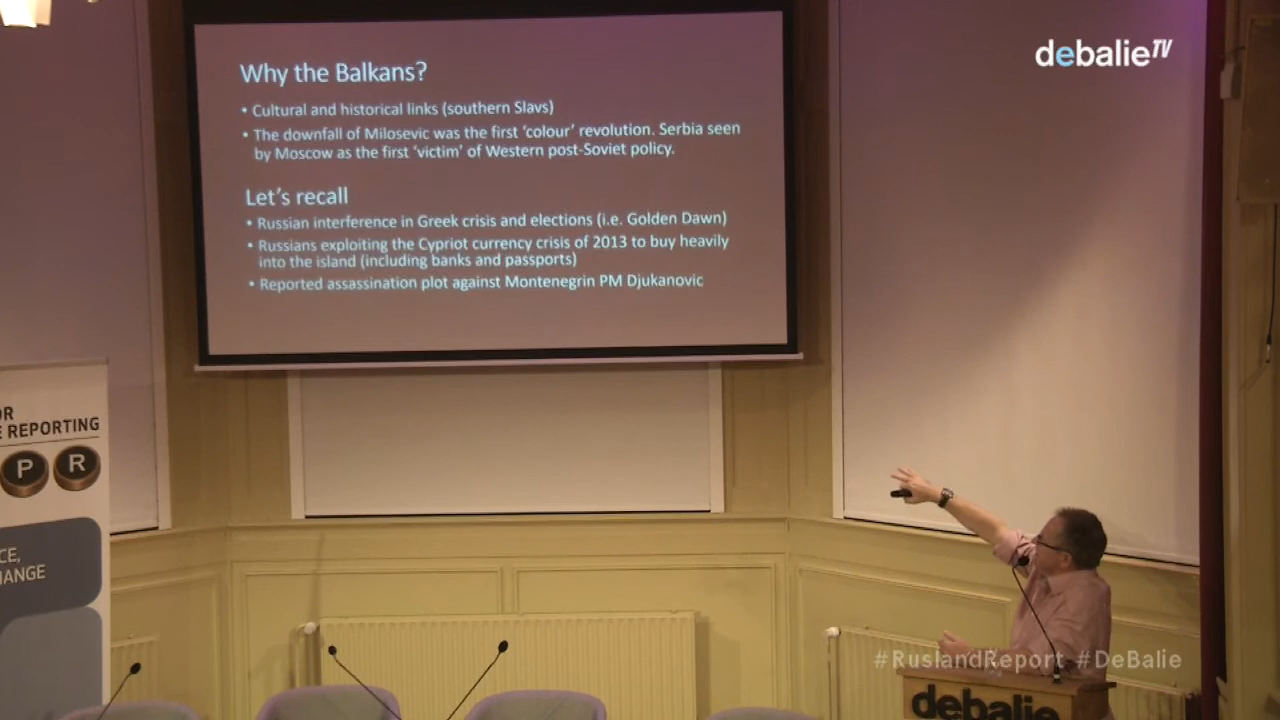 debalieTV
Why the Balkans?
• Cultural and historical links (southern Slavs)
• The downfall of Milosevic was the first ‘colour’ revolution. Serbia seen
by Moscow as the first ‘victim’ of Western post-Soviet policy.
Let’s recall
• Russian interference in Greek crisis and elections (i.e. Golden Dawn)
• Russians exploiting the Cypriot currency crisis of 2013 to buy heavily
into the island (including banks and passports)
• Reported assassination plot against Montenegrin PM Djukanovic
OR
E REPORTING
P R
CE,
HANGE
#RuslandReport #DeBalie
debalie